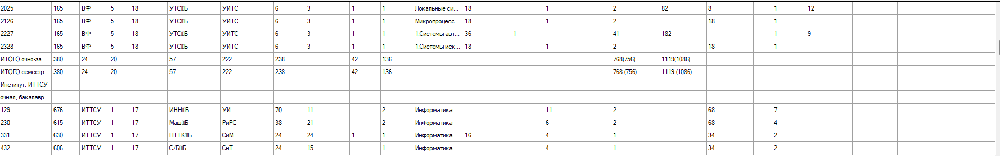 2025 165 ВФ 5 18 УТС Б УИТС 6 3 1 1 Локальные си... 18 1 2 82 8 1 12
2126 165 ВФ 5 18 УТС Б УИТС 6 3 1 1 Микропроцесс... 18 1 2 18 1
2227 165 ВФ 5 18 УТС Б УИТС 6 3 1 1 1.Системы авт... 36 1 41 182 1 9
2328 165 ВФ 5 18 УТС Б УИТС 6 3 1 1 1.Системы иск... 18 1 2 18 1
ИТОГО очно-за... 380 24 20 57 222 238 42 136 768(756) 1119(1086)
ИТОГО семестр... 380 24 20 57 222 238 42 136 768 (756) 1119 (1086)
Институт: ИТТСУ
очная, бакалавр...
129 676 ИТТСУ 1 17 ИНН Б УИ 70 11 2 Информатика 11 2 68 7
230 615 ИТТСУ 1 17 Маш Б РиРС 38 21 2 Информатика 6 2 68 4
331 630 ИТТСУ 1 17 НТТК Б СиМ 24 24 1 1 Информатика 16 4 1 34 2
432 606 ИТТСУ 1 17 С/Б Б СнТ 24 15 1 Информатика 4 1 34 2